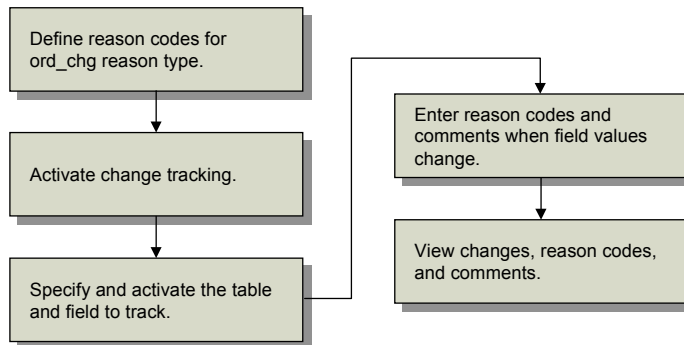 Define reason codes for
ord_chg reason type.
Activate change tracking.
Specify and activate the table
and field to track.
Enter reason codes and
comments when field values
change.
View changes, reason codes,
and comments.